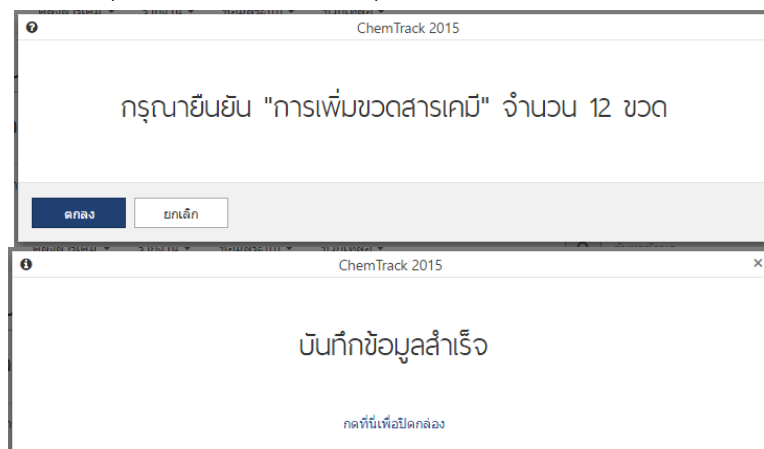 ChemTrack 2015
กรุณายืนยัน "การเพิ่มขวดสารเคมี" จำนวน 12 ขวด
ตกลง ยกเลิก
ChemTrack 2015 ×
บันทึกข้อมูลสำเร็จ
กดที่นี่เพื่อปิดกล่อง